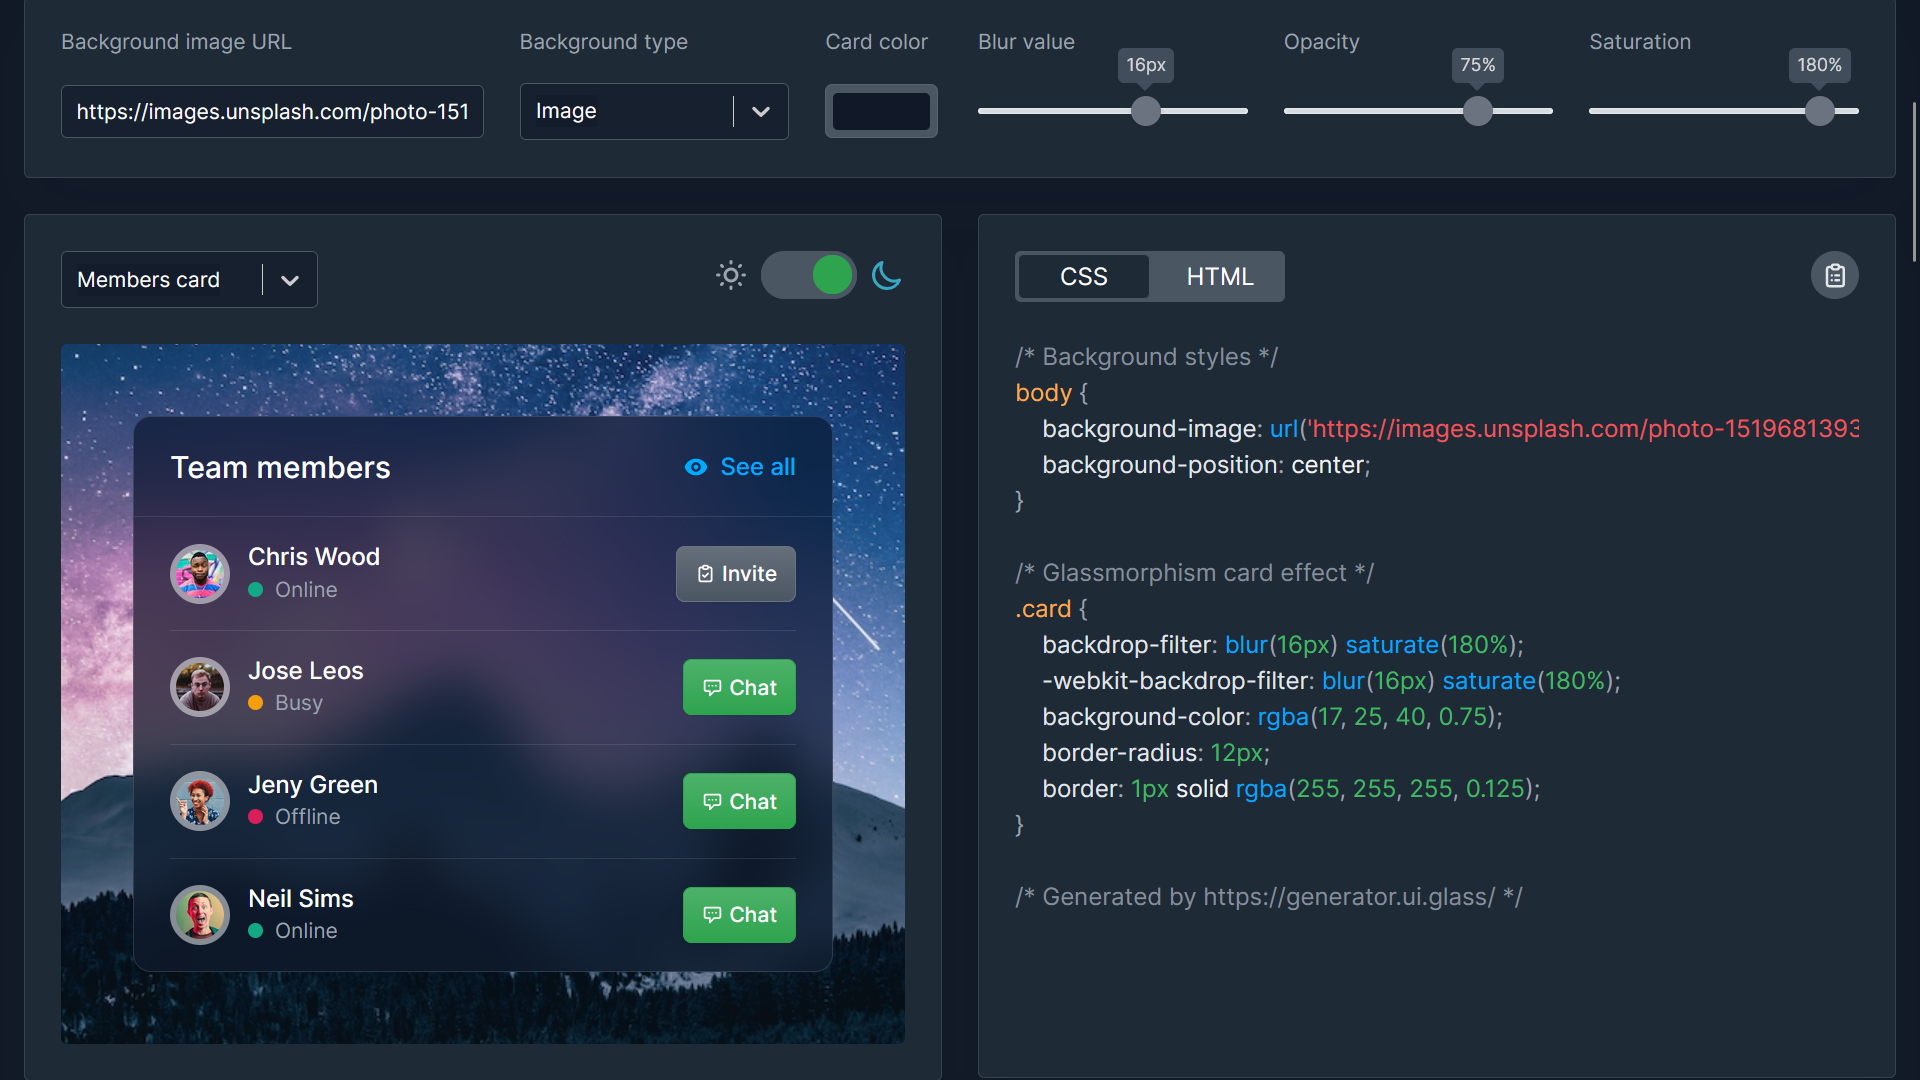 Background image URL
Background type
Card color
Blur value
Opacity
Saturation
16px
75%
180%
https://images.unsplash.com/photo-151
Image
Members card
CSS
HTML
Team members
See all
Chris Wood
Online
Invite
Jose Leos
Busy
Chat
Jeny Green
Offline
Chat
Neil Sims
Online
Chat
/* Background styles */
body {
background-image: url('https://images.unsplash.com/photo-1519681393
background-position: center;
}
/* Glassmorphism card effect */
.card {
backdrop-filter: blur(16px) saturate(180%);
-webkit-backdrop-filter: blur(16px) saturate(180%);
background-color: rgba(17, 25, 40, 0.75);
border-radius: 12px;
border: 1px solid rgba(255, 255, 255, 0.125);
}
/* Generated by https://generator.ui.glass/ */